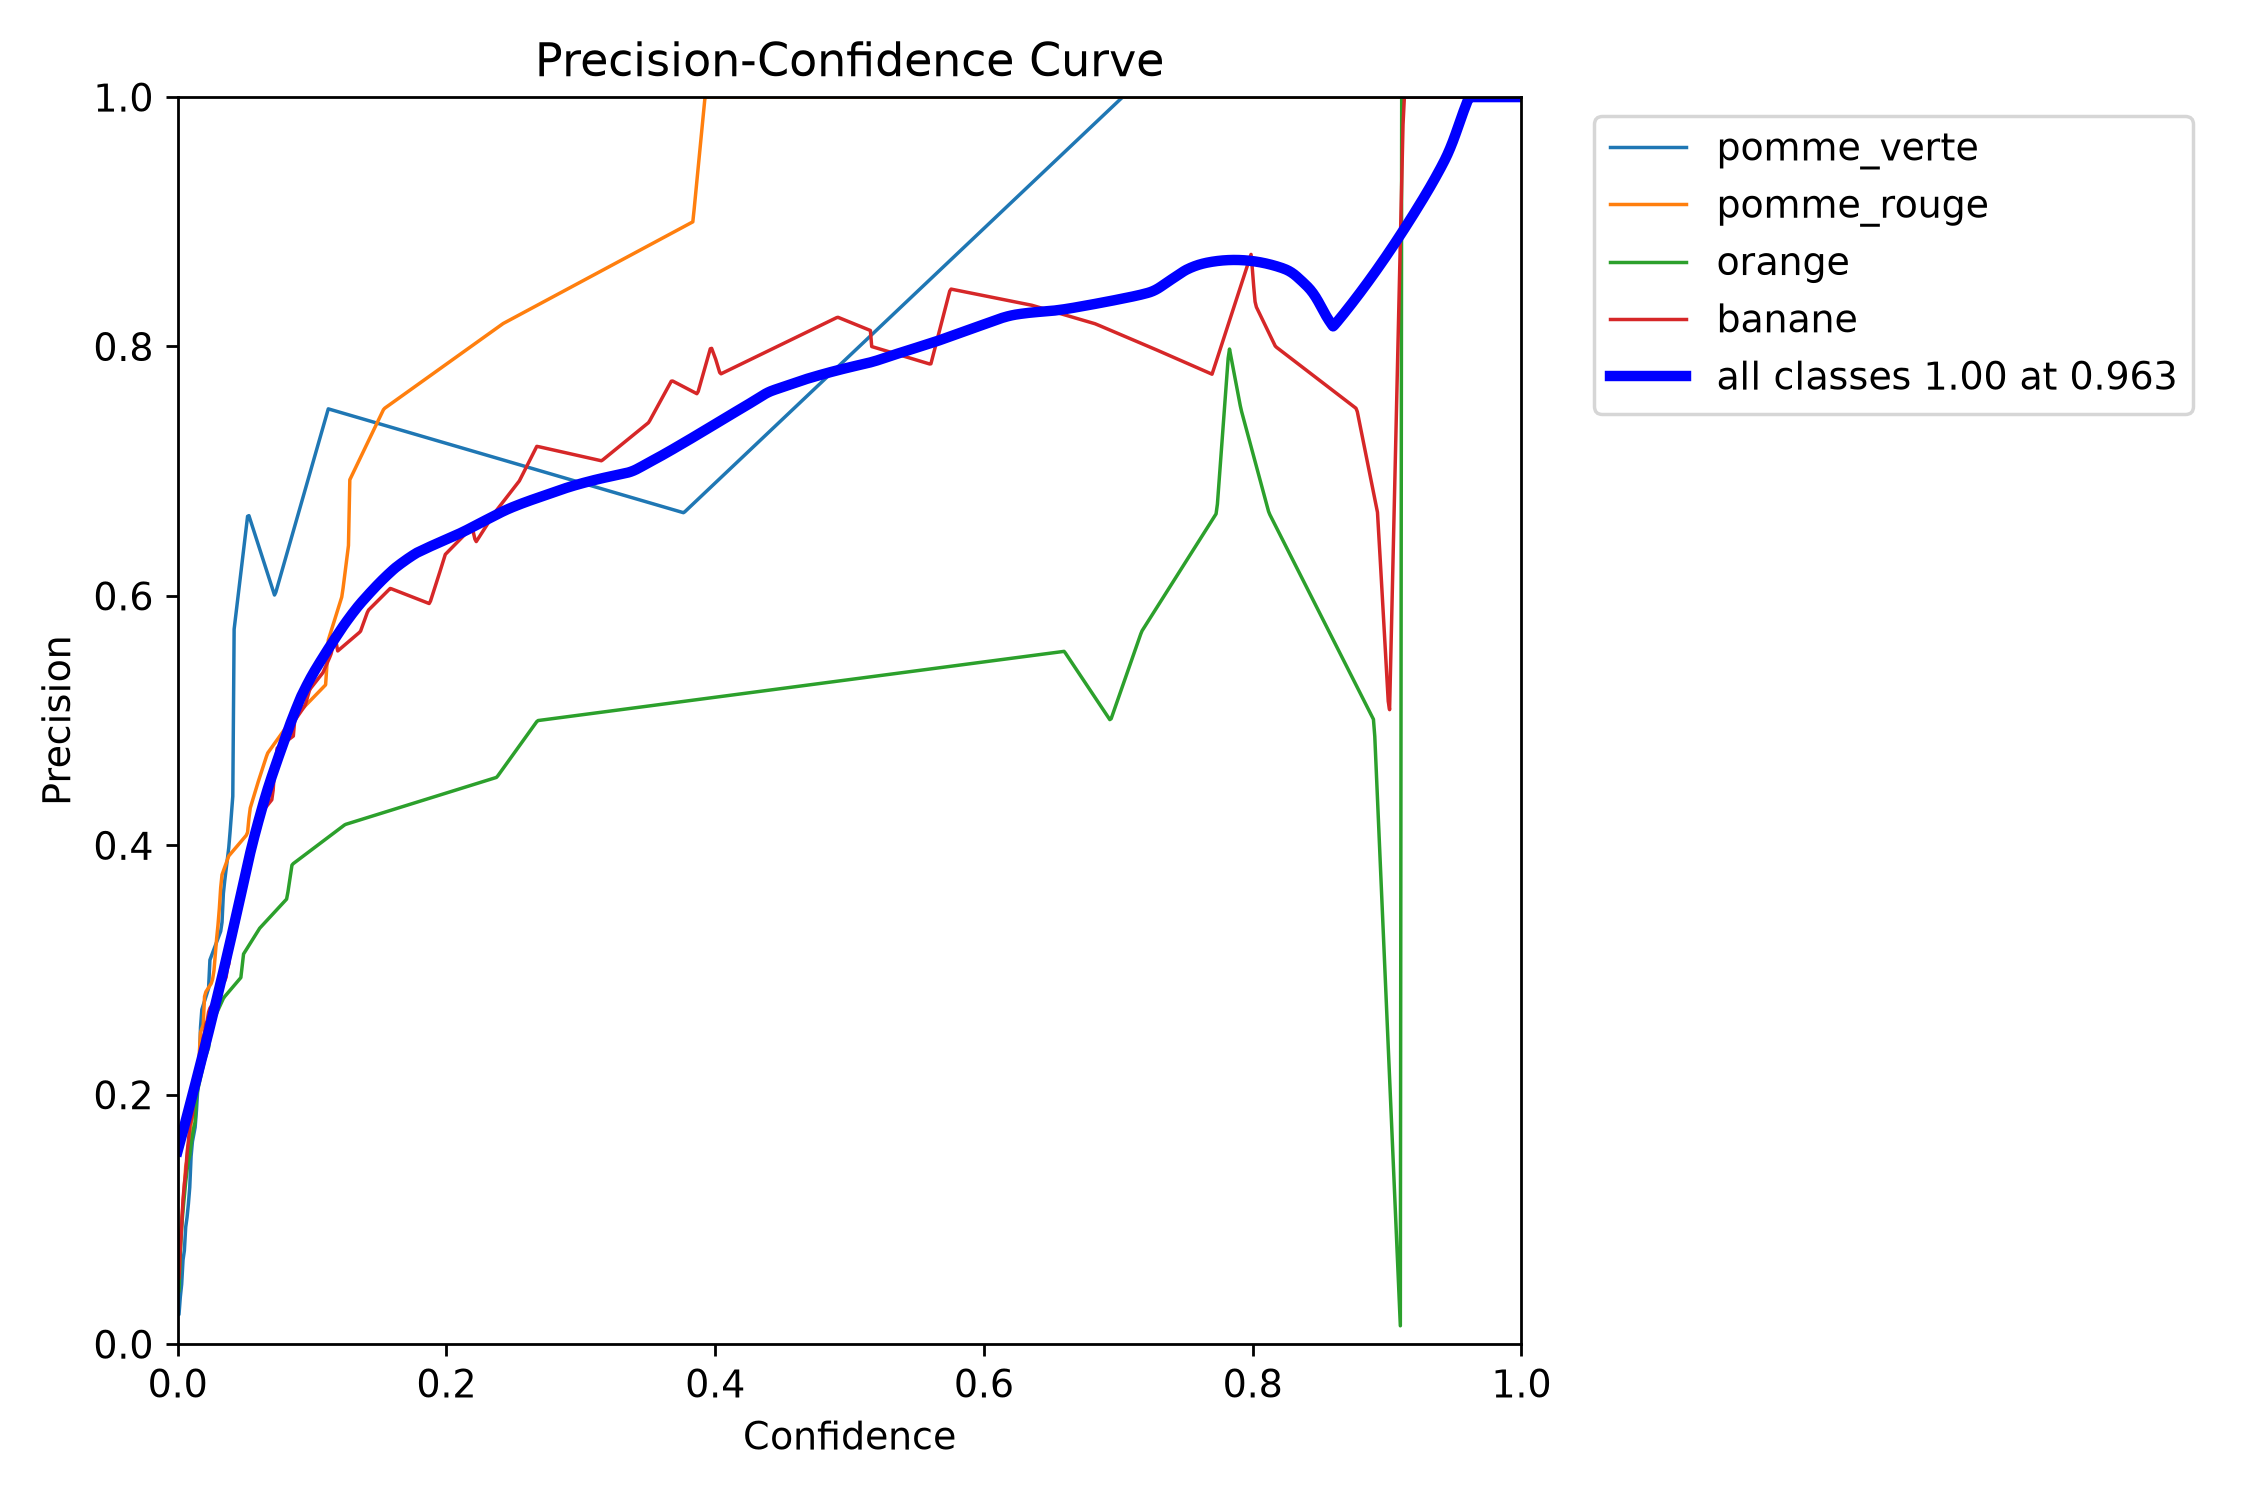 Precision-Confidence Curve
1.0
0.8
0.6
0.4
0.2
0.0
Precision
0.0 0.2 0.4 0.6 0.8 1.0
Confidence
pomme_verte
pomme_rouge
orange
banane
all classes 1.00 at 0.963